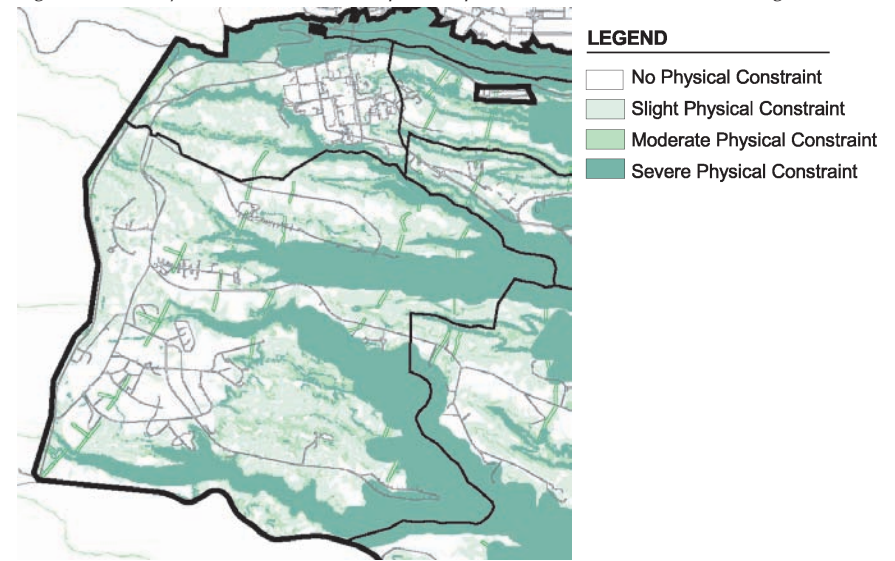 LEGEND
No Physical Constraint
Slight Physical Constraint
Moderate Physical Constraint
Severe Physical Constraint